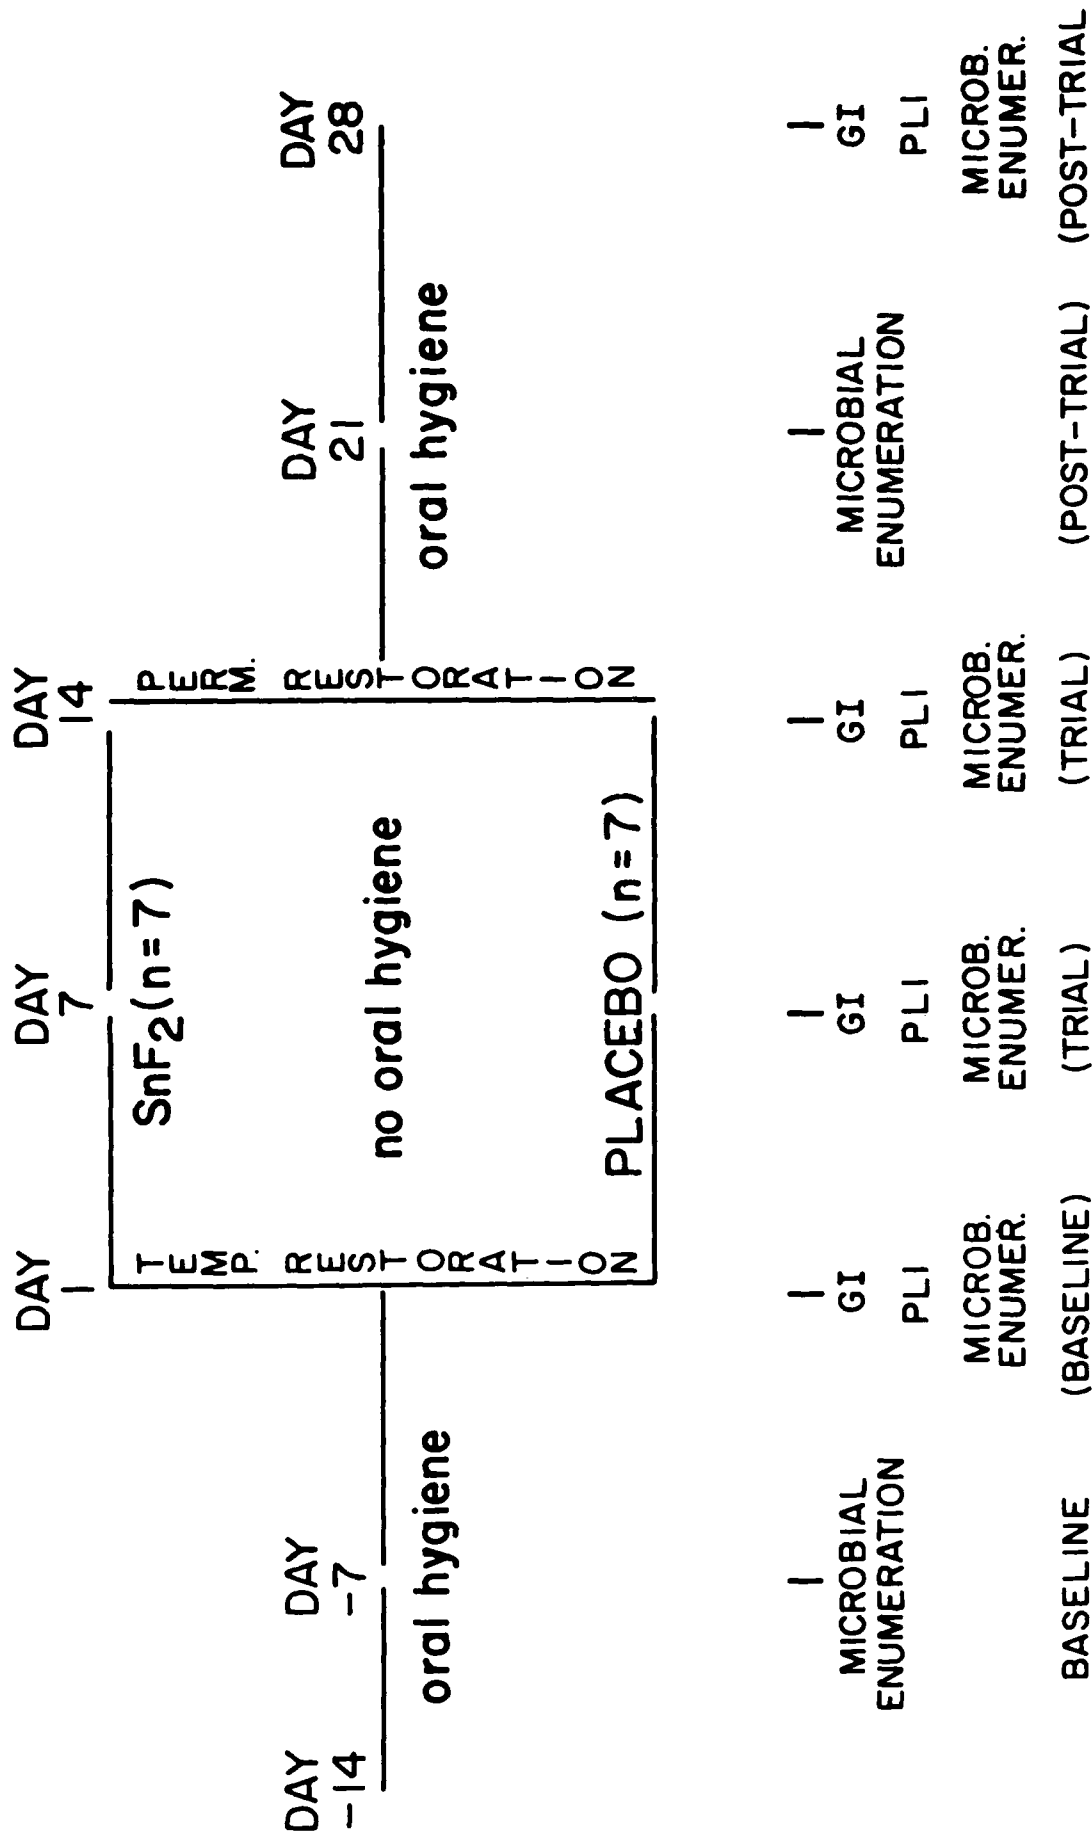 DAY
-14
DAY
-7
oral hygiene
DAY
1
TEMP. RESTORATION
DAY
7
SnF₂(n=7)
no oral hygiene
PLACEBO (n=7)
DAY
14
PERM. RESTORATION
DAY
21
oral hygiene
DAY
28
MICROBIAL
ENUMERATION
BASELINE
GI
PLI
MICROB.
ENUMER.
(BASELINE)
GI
PLI
MICROB.
ENUMER.
(TRIAL)
GI
PLI
MICROB.
ENUMER.
(TRIAL)
MICROBIAL
ENUMERATION
(POST-TRIAL)
GI
PLI
MICROB.
ENUMER.
(POST-TRIAL